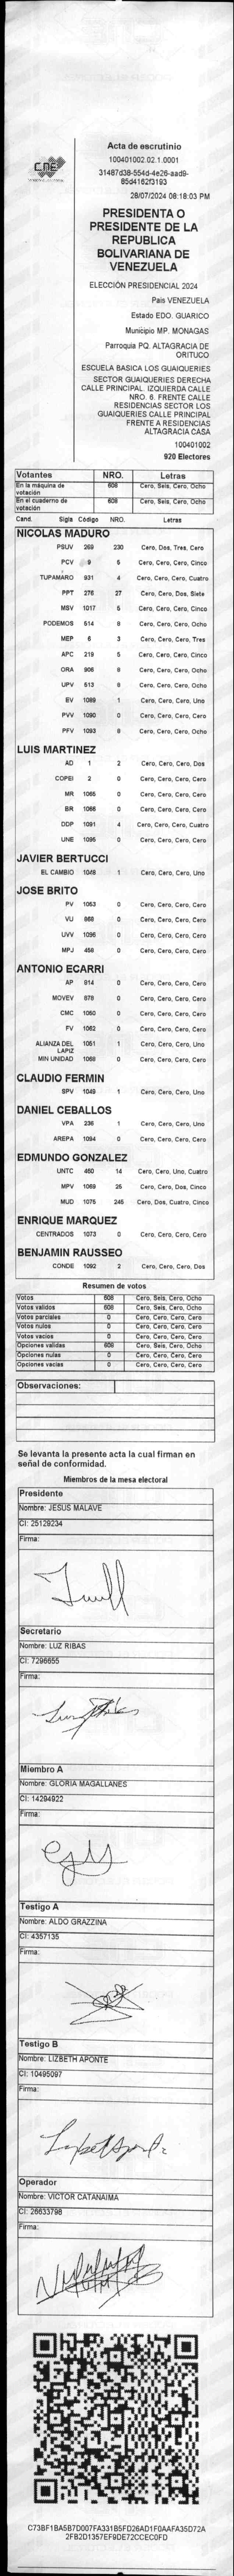 CNE
Acta de escrutinio
100401002.02.1.0001
31487d38-554d-4e26-aad9-
85d4162f3193
28/07/2024 08:18:03 PM
PRESIDENTA O
PRESIDENTE DE LA
REPUBLICA
BOLIVARIANA DE
VENEZUELA
ELECCIÓN PRESIDENCIAL 2024
País VENEZUELA
Estado EDO. GUARICO
Municipio MP. MONAGAS
Parroquia PQ. ALTAGRACIA DE
ORITUCO
ESCUELA BASICA LOS GUAIQUERIES
SECTOR GUAIQUERIES DERECHA
CALLE PRINCIPAL. IZQUIERDA CALLE
NRO. 6. FRENTE CALLE
RESIDENCIAS SECTOR LOS
GUAIQUERIES CALLE PRINCIPAL
FRENTE A RESIDENCIAS
ALTAGRACIA CASA
100401002
920 Electores
Votantes NRO. Letras
En la máquina de votación 608 Cero, Seis, Cero, Ocho
En el cuaderno de votación 608 Cero, Seis, Cero, Ocho
Cand. Sigla Código NRO. Letras
NICOLAS MADURO
PSUV 269 230 Cero, Dos, Tres, Cero
PCV 9 5 Cero, Cero, Cero, Cinco
TUPAMARO 931 4 Cero, Cero, Cero, Cuatro
PPT 276 27 Cero, Cero, Dos, Siete
MSV 1017 5 Cero, Cero, Cero, Cinco
PODEMOS 514 8 Cero, Cero, Cero, Ocho
MEP 6 3 Cero, Cero, Cero, Tres
APC 219 5 Cero, Cero, Cero, Cinco
ORA 906 8 Cero, Cero, Cero, Ocho
UPV 513 8 Cero, Cero, Cero, Ocho
EV 1089 1 Cero, Cero, Cero, Uno
PVV 1090 0 Cero, Cero, Cero, Cero
PFV 1093 8 Cero, Cero, Cero, Ocho
LUIS MARTINEZ
AD 1 2 Cero, Cero, Cero, Dos
COPEI 2 0 Cero, Cero, Cero, Cero
MR 1065 0 Cero, Cero, Cero, Cero
BR 1066 0 Cero, Cero, Cero, Cero
DDP 1091 4 Cero, Cero, Cero, Cuatro
UNE 1095 0 Cero, Cero, Cero, Cero
JAVIER BERTUCCI
EL CAMBIO 1048 1 Cero, Cero, Cero, Uno
JOSE BRITO
PV 1053 0 Cero, Cero, Cero, Cero
VU 868 0 Cero, Cero, Cero, Cero
UVV 1096 0 Cero, Cero, Cero, Cero
MPJ 458 0 Cero, Cero, Cero, Cero
ANTONIO ECARRI
AP 814 0 Cero, Cero, Cero, Cero
MOVEV 878 0 Cero, Cero, Cero, Cero
CMC 1050 0 Cero, Cero, Cero, Cero
FV 1062 0 Cero, Cero, Cero, Cero
ALIANZA DEL LAPIZ 1051 1 Cero, Cero, Cero, Uno
MIN UNIDAD 1068 0 Cero, Cero, Cero, Cero
CLAUDIO FERMIN
SPV 1049 1 Cero, Cero, Cero, Uno
DANIEL CEBALLOS
VPA 236 1 Cero, Cero, Cero, Uno
AREPA 1094 0 Cero, Cero, Cero, Cero
EDMUNDO GONZALEZ
UNTC 450 14 Cero, Cero, Uno, Cuatro
MPV 1069 25 Cero, Cero, Dos, Cinco
MUD 1075 245 Cero, Dos, Cuatro, Cinco
ENRIQUE MARQUEZ
CENTRADOS 1073 0 Cero, Cero, Cero, Cero
BENJAMIN RAUSSEO
CONDE 1092 2 Cero, Cero, Cero, Dos
Resumen de votos
Votos 608 Cero, Seis, Cero, Ocho
Votos validos 608 Cero, Seis, Cero, Ocho
Votos parciales 0 Cero, Cero, Cero, Cero
Votos nulos 0 Cero, Cero, Cero, Cero
Votos vacios 0 Cero, Cero, Cero, Cero
Opciones validas 608 Cero, Seis, Cero, Ocho
Opciones nulas 0 Cero, Cero, Cero, Cero
Opciones vacias 0 Cero, Cero, Cero, Cero
Observaciones:
Se levanta la presente acta la cual firman en
señal de conformidad.
Miembros de la mesa electoral
Presidente
Nombre: JESUS MALAVE
CI: 25129234
Firma:
Secretario
Nombre: LUZ RIBAS
CI: 7296655
Firma:
Luz Ribas
Miembro A
Nombre: GLORIA MAGALLANES
CI: 14294922
Firma:
Testigo A
Nombre: ALDO GRAZZINA
CI: 4357135
Firma:
Testigo B
Nombre: LIZBETH APONTE
CI: 10495097
Firma:
Operador
Nombre: VICTOR CATANAIMA
CI: 26633798
Firma:
C73BF1BA5B7D007FA331B5FD26AD1F0AAFA35D72A
2FB2D1357EF9DE72CCEC0FD